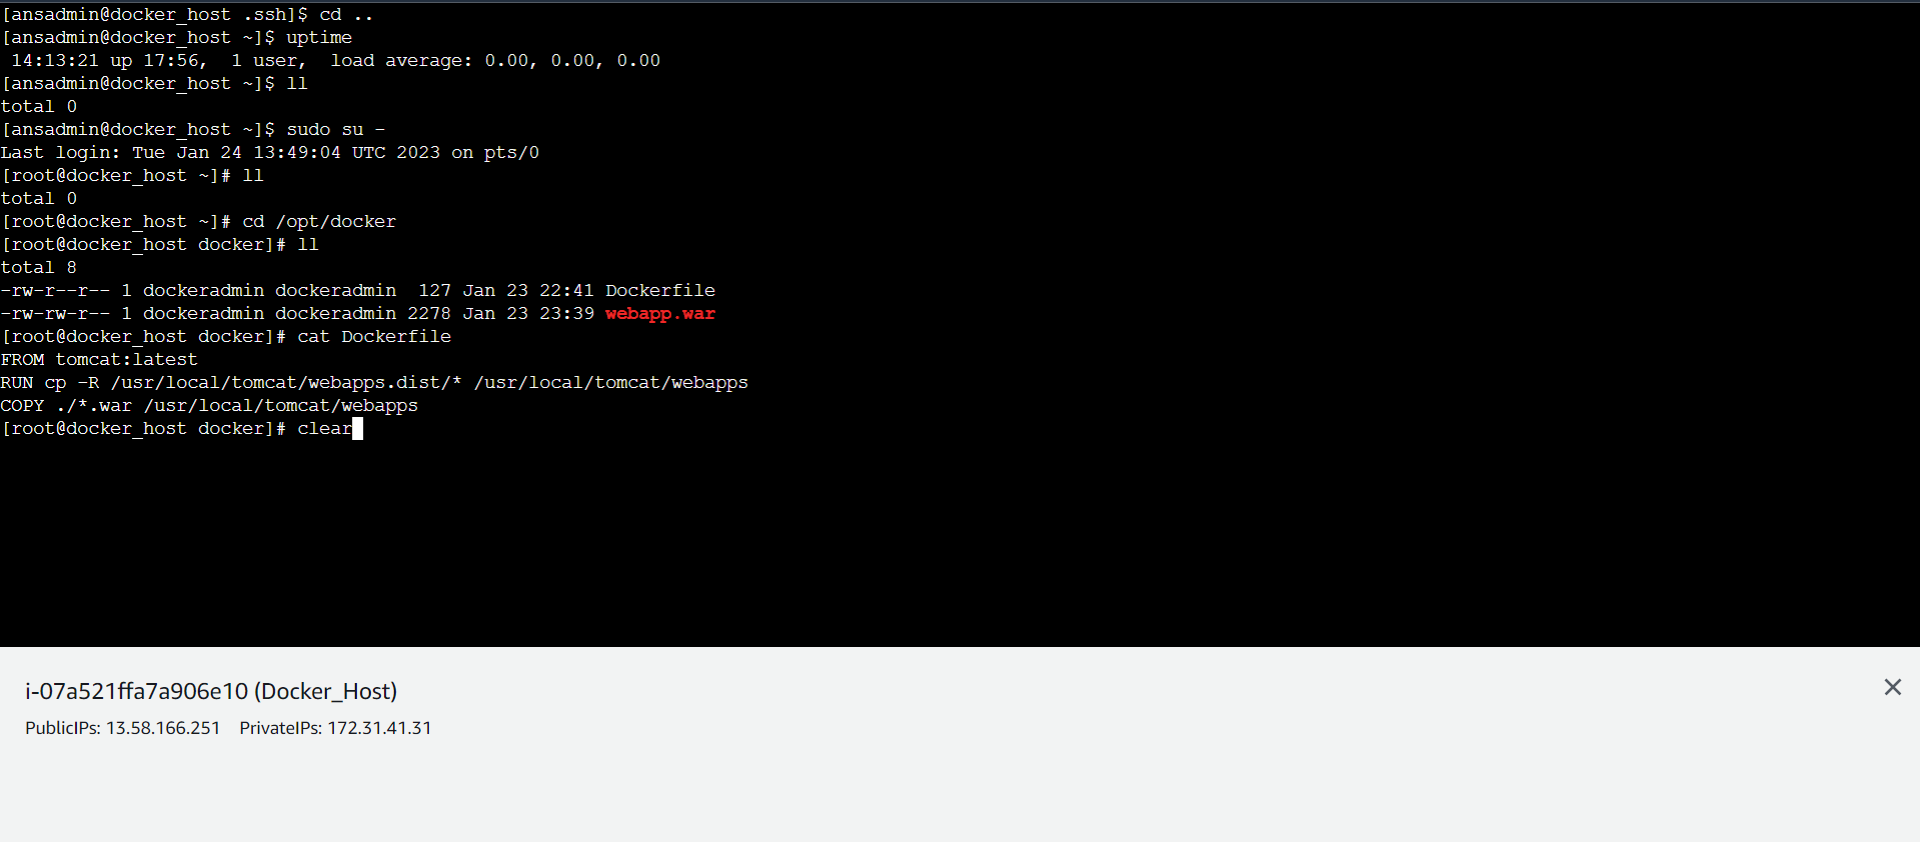 [ansadmin@docker_host .ssh]$ cd ..
[ansadmin@docker_host ~]$ uptime
 14:13:21 up 17:56,  1 user,  load average: 0.00, 0.00, 0.00
[ansadmin@docker_host ~]$ ll
total 0
[ansadmin@docker_host ~]$ sudo su -
Last login: Tue Jan 24 13:49:04 UTC 2023 on pts/0
[root@docker_host ~]# ll
total 0
[root@docker_host ~]# cd /opt/docker
[root@docker_host docker]# ll
total 8
-rw-r--r-- 1 dockeradmin dockeradmin  127 Jan 23 22:41 Dockerfile
-rw-rw-r-- 1 dockeradmin dockeradmin 2278 Jan 23 23:39 webapp.war
[root@docker_host docker]# cat Dockerfile
FROM tomcat:latest
RUN cp -R /usr/local/tomcat/webapps.dist/* /usr/local/tomcat/webapps
COPY ./*.war /usr/local/tomcat/webapps
[root@docker_host docker]# clear
i-07a521ffa7a906e10 (Docker_Host)
PublicIPs: 13.58.166.251    PrivateIPs: 172.31.41.31